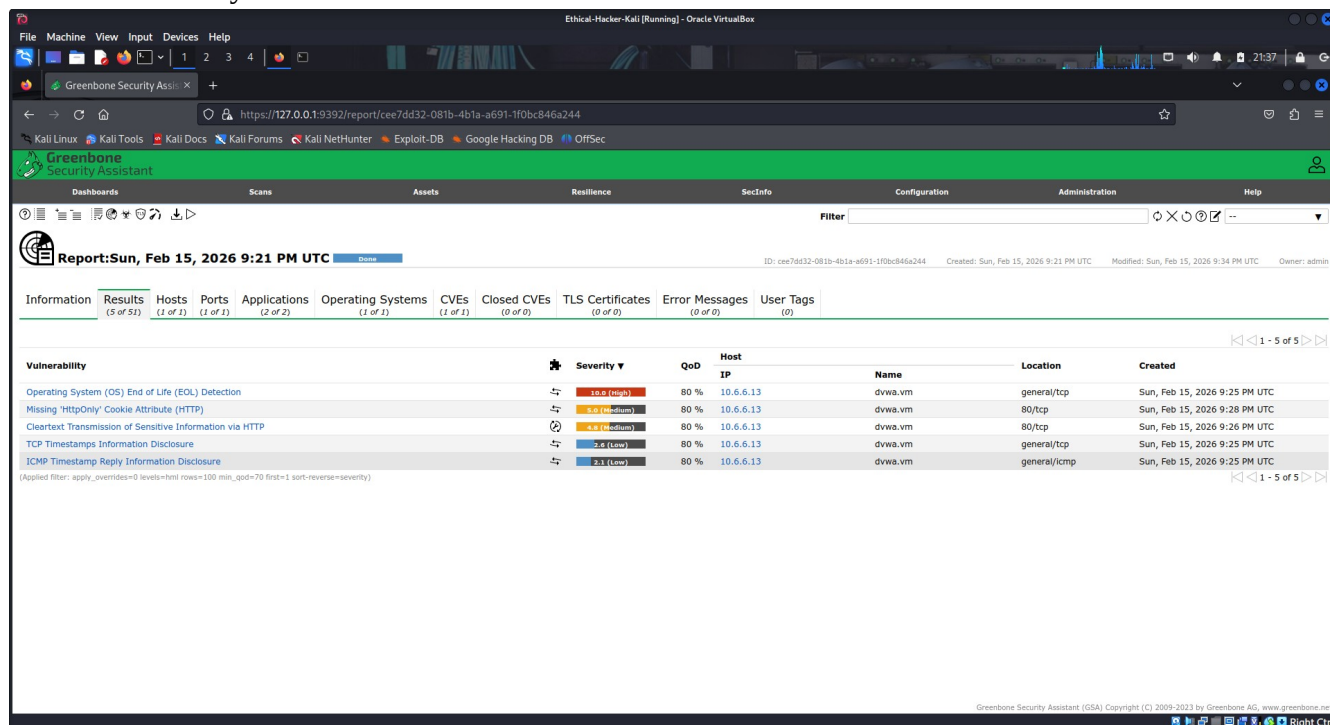 Ethical-Hacker-Kali [Running] - Oracle VirtualBox
File Machine View Input Devices Help
1 2 3 4 21:37
Greenbone Security Assis × +
https://127.0.0.1:9392/report/cee7dd32-081b-4b1a-a691-1f0bc846a244
Kali Linux Kali Tools Kali Docs Kali Forums Kali NetHunter Exploit-DB Google Hacking DB OffSec
Greenbone
Security Assistant
Dashboards Scans Assets Resilience SecInfo Configuration Administration Help
Filter --
Report:Sun, Feb 15, 2026 9:21 PM UTC Done ID: cee7dd32-081b-4b1a-a691-1f0bc846a244 Created: Sun, Feb 15, 2026 9:21 PM UTC Modified: Sun, Feb 15, 2026 9:34 PM UTC Owner: admin
Information Results Hosts Ports Applications Operating Systems CVEs Closed CVEs TLS Certificates Error Messages User Tags
(5 of 51) (1 of 1) (1 of 1) (2 of 2) (1 of 1) (1 of 1) (0 of 0) (0 of 0) (0 of 0) (0)
1 - 5 of 5
Vulnerability Severity ▼ QoD Host Location Created
IP Name
Operating System (OS) End of Life (EOL) Detection 10.0 (High) 80 % 10.6.6.13 dvwa.vm general/tcp Sun, Feb 15, 2026 9:25 PM UTC
Missing 'HttpOnly' Cookie Attribute (HTTP) 5.0 (Medium) 80 % 10.6.6.13 dvwa.vm 80/tcp Sun, Feb 15, 2026 9:28 PM UTC
Cleartext Transmission of Sensitive Information via HTTP 4.8 (Medium) 80 % 10.6.6.13 dvwa.vm 80/tcp Sun, Feb 15, 2026 9:26 PM UTC
TCP Timestamps Information Disclosure 2.6 (Low) 80 % 10.6.6.13 dvwa.vm general/tcp Sun, Feb 15, 2026 9:25 PM UTC
ICMP Timestamp Reply Information Disclosure 2.1 (Low) 80 % 10.6.6.13 dvwa.vm general/icmp Sun, Feb 15, 2026 9:25 PM UTC
(Applied filter: apply_overrides=0 levels=hml rows=100 min_qod=70 first=1 sort-reverse=severity) 1 - 5 of 5
Greenbone Security Assistant (GSA) Copyright (C) 2009-2023 by Greenbone AG, www.greenbone.ne
Right Ctr